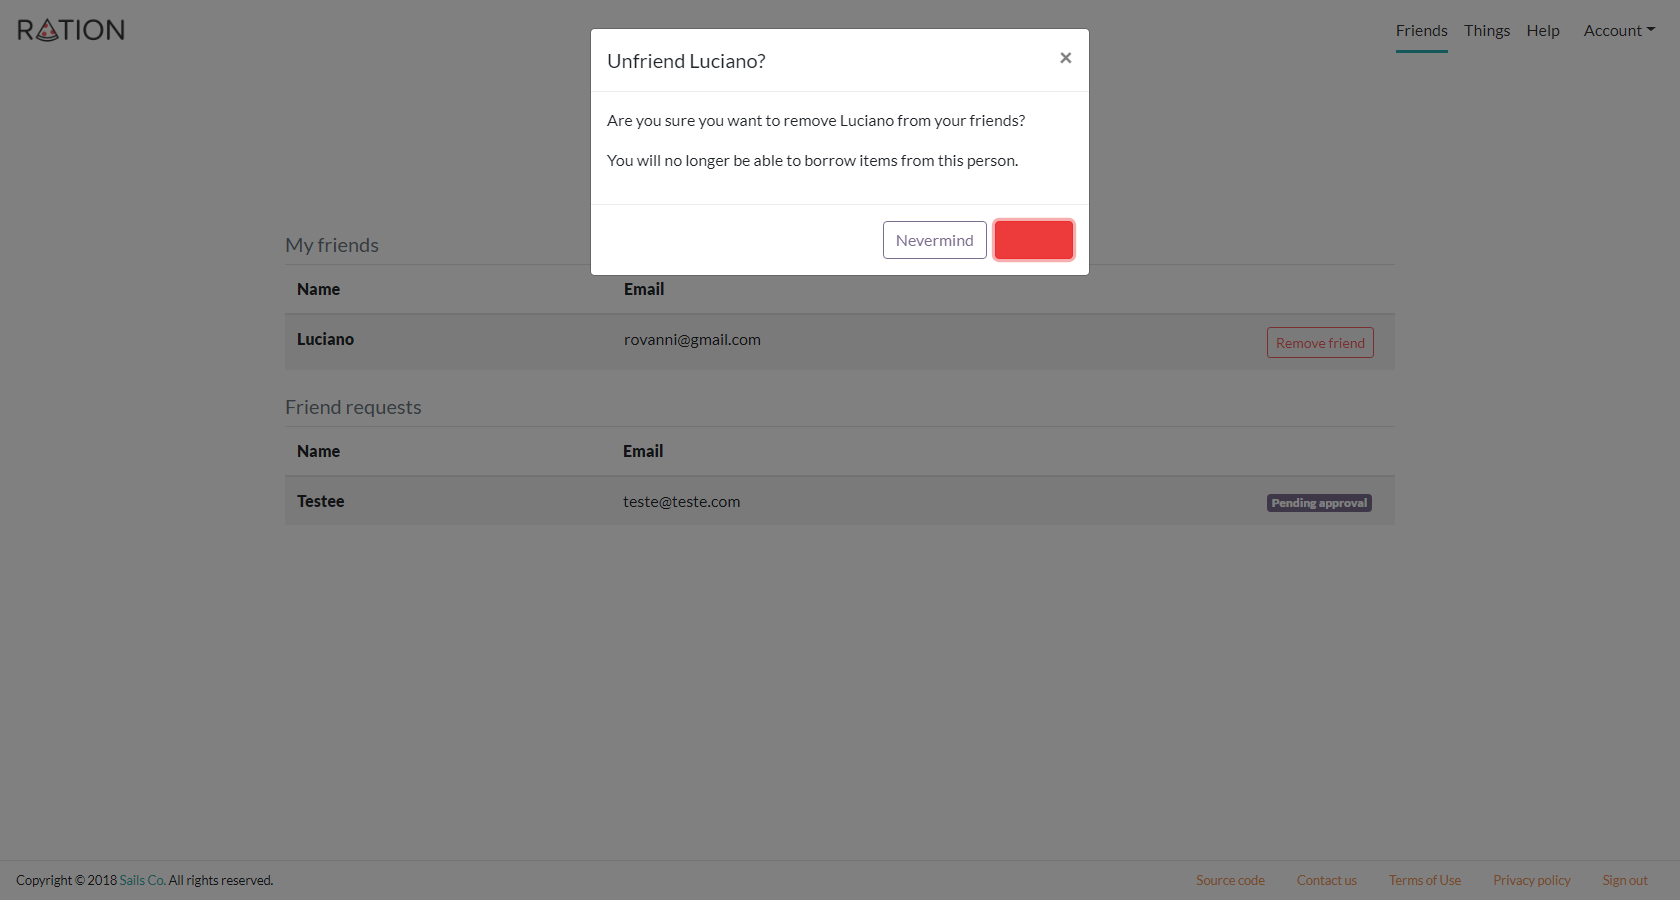 RATION
Friends Things Help Account
Unfriend Luciano? ×
Are you sure you want to remove Luciano from your friends?
You will no longer be able to borrow items from this person.
Nevermind
My friends
Name Email
Luciano rovanni@gmail.com Remove friend
Friend requests
Name Email
Testee teste@teste.com Pending approval
Copyright © 2018 Sails Co. All rights reserved. Source code Contact us Terms of Use Privacy policy Sign out